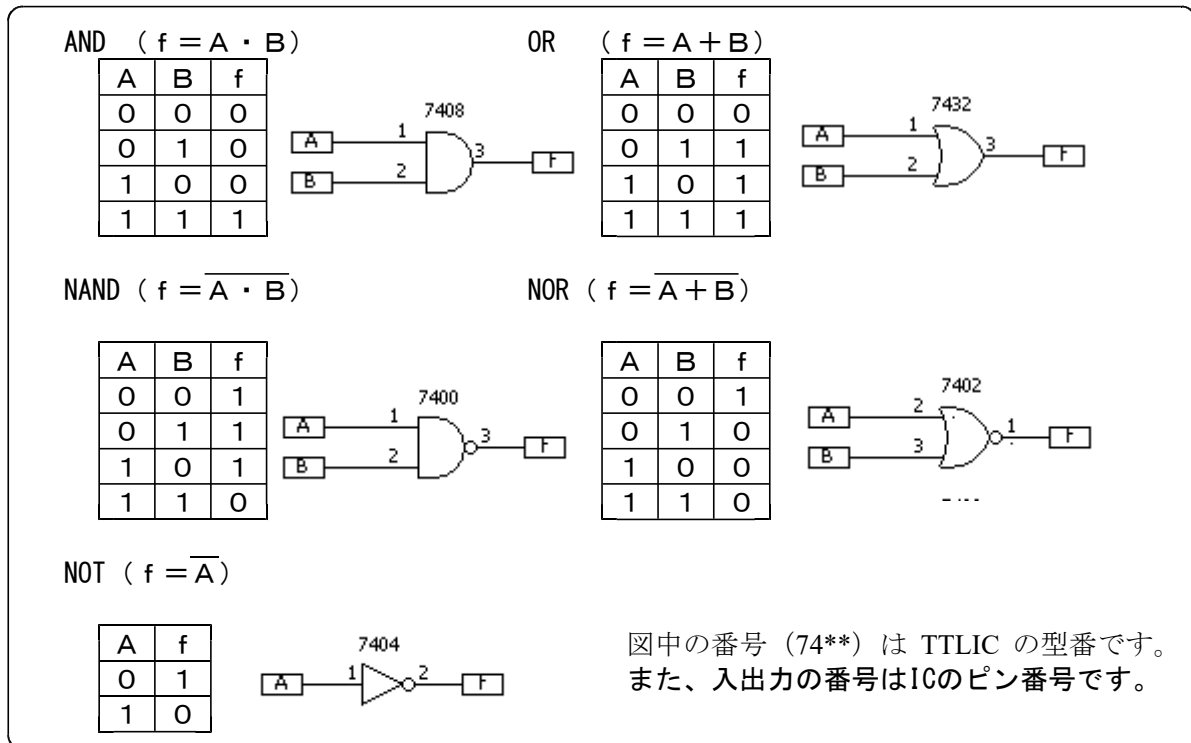 AND （ｆ＝Ａ・Ｂ） OR （ｆ＝Ａ＋Ｂ）
A B f
0 0 0
0 1 0
1 0 0
1 1 1
7408
A 1
B 2
3 F
A B f
0 0 0
0 1 1
1 0 1
1 1 1
7432
A 1
B 2
3 F
NAND （ｆ＝A̅ ̅・̅ ̅B̅） NOR （ｆ＝A̅ ̅＋̅ ̅B̅）
A B f
0 0 1
0 1 1
1 0 1
1 1 0
7400
A 1
B 2
3 F
A B f
0 0 1
0 1 0
1 0 0
1 1 0
7402
A 2
B 3
1 F
NOT （ｆ＝A̅）
A f
0 1
1 0
7404
A 1 2 F
図中の番号（74**）は TTLIC の型番です。
また、入出力の番号はICのピン番号です。